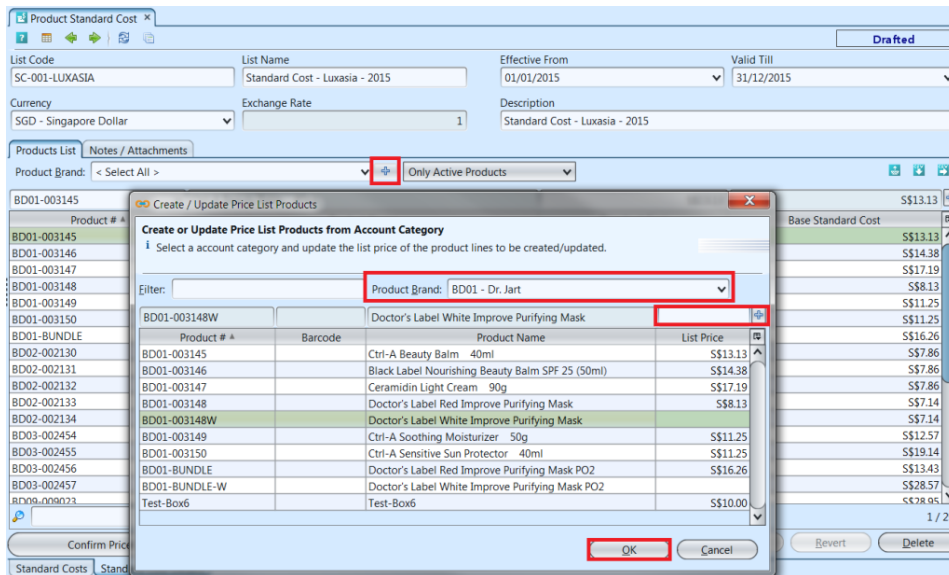 Product Standard Cost ×
Drafted
List Code List Name Effective From Valid Till
SC-001-LUXASIA Standard Cost - Luxasia - 2015 01/01/2015 31/12/2015
Currency Exchange Rate Description
SGD - Singapore Dollar 1 Standard Cost - Luxasia - 2015
Products List Notes / Attachments
Product Brand: < Select All > Only Active Products
BD01-003145 S$13.13
Product # Base Standard Cost
BD01-003145 S$13.13
BD01-003146 S$14.38
BD01-003147 S$17.19
BD01-003148 S$8.13
BD01-003149 S$11.25
BD01-003150 S$11.25
BD01-BUNDLE S$16.26
BD02-002130 S$7.86
BD02-002131 S$7.86
BD02-002132 S$7.86
BD02-002133 S$7.14
BD02-002134 S$7.14
BD03-002454 S$12.57
BD03-002455 S$19.14
BD03-002456 S$13.43
BD03-002457 S$28.57
BD09-009023 S$28.95
1 / 2
Confirm Price Revert Delete
Standard Costs Stand
Create / Update Price List Products
Create or Update Price List Products from Account Category
Select a account category and update the list price of the product lines to be created/updated.
Filter: Product Brand: BD01 - Dr. Jart
BD01-003148W Doctor's Label White Improve Purifying Mask
Product # Barcode Product Name List Price
BD01-003145 Ctrl-A Beauty Balm 40ml S$13.13
BD01-003146 Black Label Nourishing Beauty Balm SPF 25 (50ml) S$14.38
BD01-003147 Ceramidin Light Cream 90g S$17.19
BD01-003148 Doctor's Label Red Improve Purifying Mask S$8.13
BD01-003148W Doctor's Label White Improve Purifying Mask
BD01-003149 Ctrl-A Soothing Moisturizer 50g S$11.25
BD01-003150 Ctrl-A Sensitive Sun Protector 40ml S$11.25
BD01-BUNDLE Doctor's Label Red Improve Purifying Mask PO2 S$16.26
BD01-BUNDLE-W Doctor's Label White Improve Purifying Mask PO2
Test-Box6 Test-Box6 S$10.00
OK Cancel